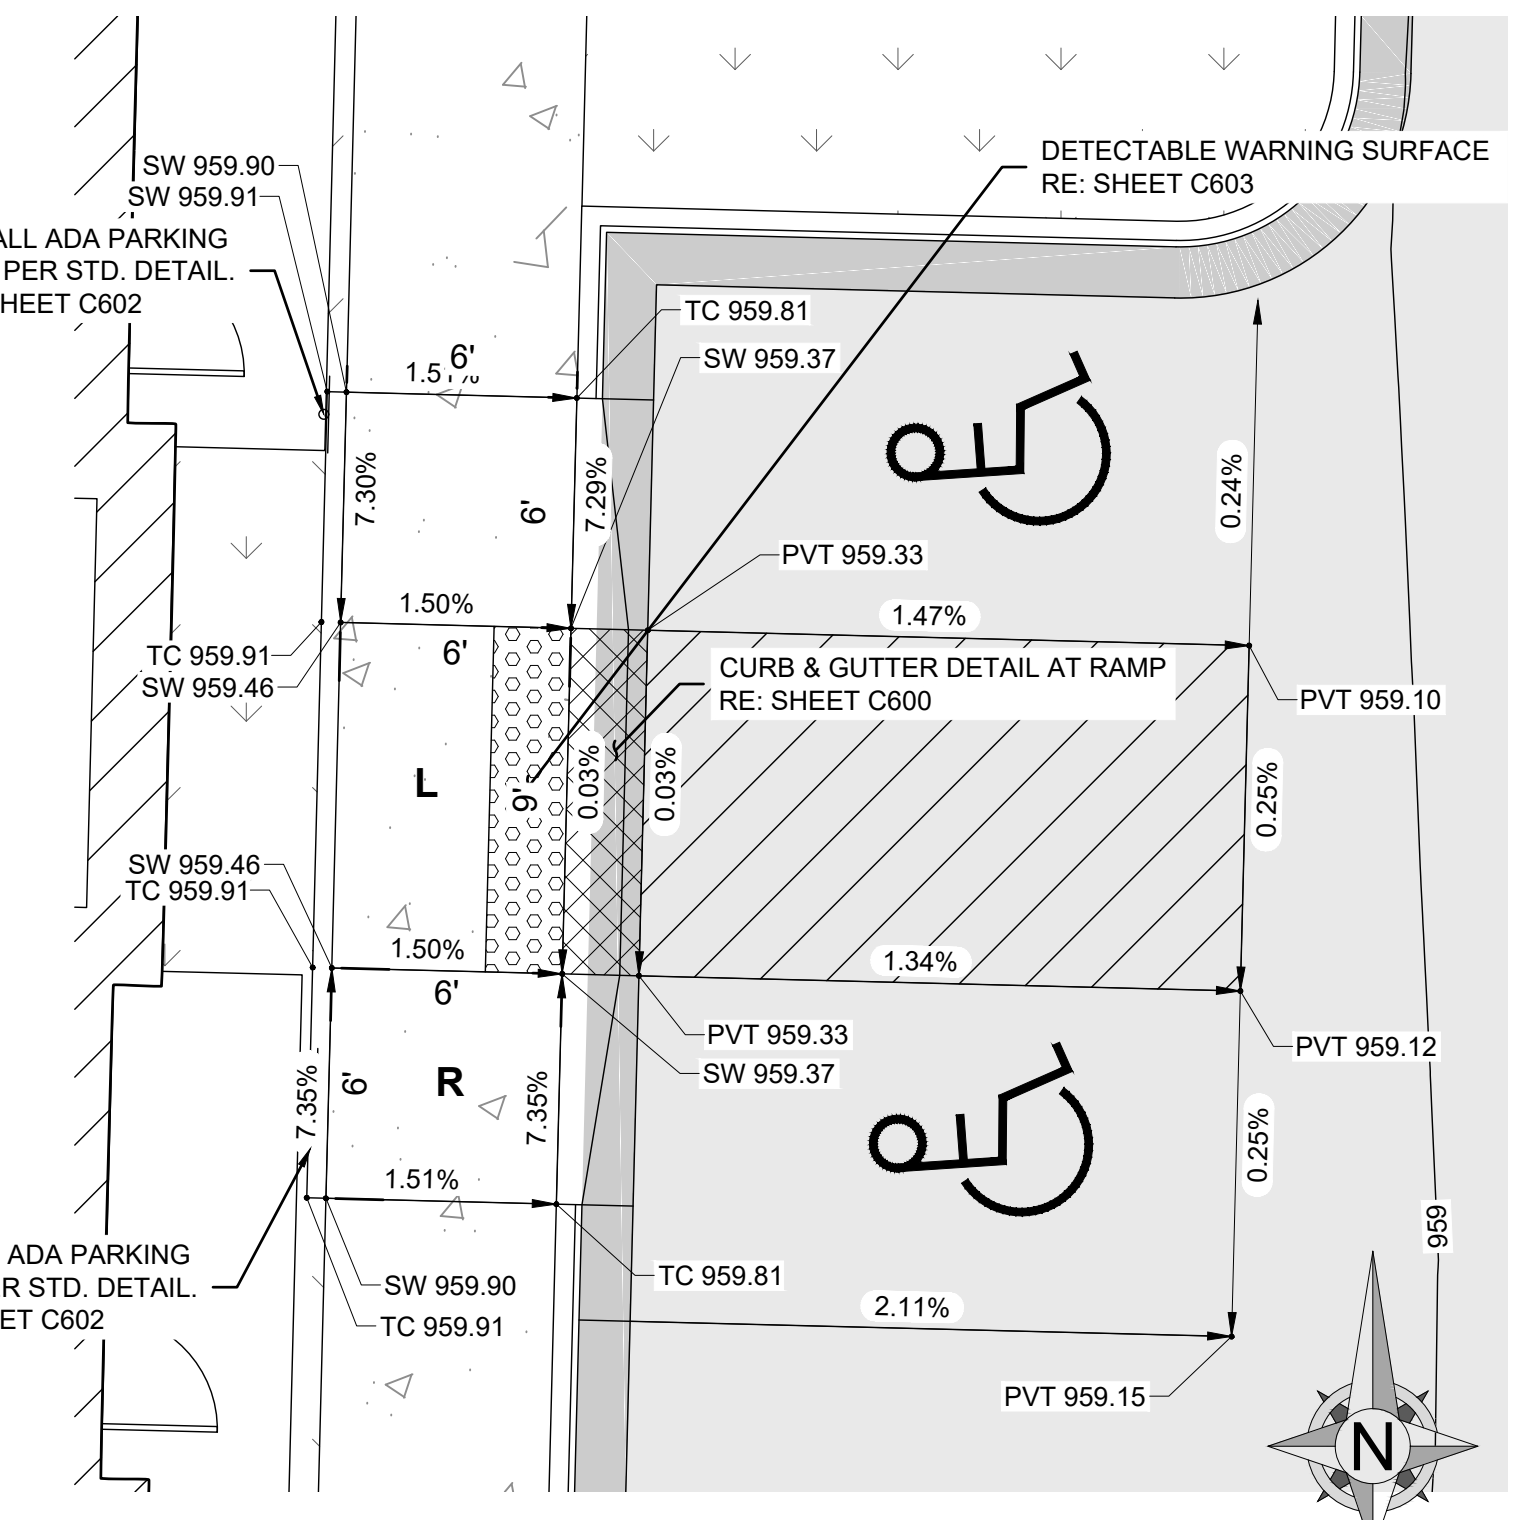 SW 959.90
SW 959.91
ALL ADA PARKING
PER STD. DETAIL.
HEET C602
DETECTABLE WARNING SURFACE
RE: SHEET C603
TC 959.81
SW 959.37
6'
7.30%
6'
7.29%
0.24%
PVT 959.33
1.50%
1.47%
6'
TC 959.91
SW 959.46
CURB & GUTTER DETAIL AT RAMP
RE: SHEET C600
PVT 959.10
L
9'
0.03%
0.03%
0.25%
SW 959.46
TC 959.91
1.50%
6'
1.34%
PVT 959.33
SW 959.37
PVT 959.12
7.35%
6'
R
7.35%
0.25%
1.51%
ADA PARKING
R STD. DETAIL.
ET C602
SW 959.90
TC 959.91
TC 959.81
2.11%
959
PVT 959.15
N